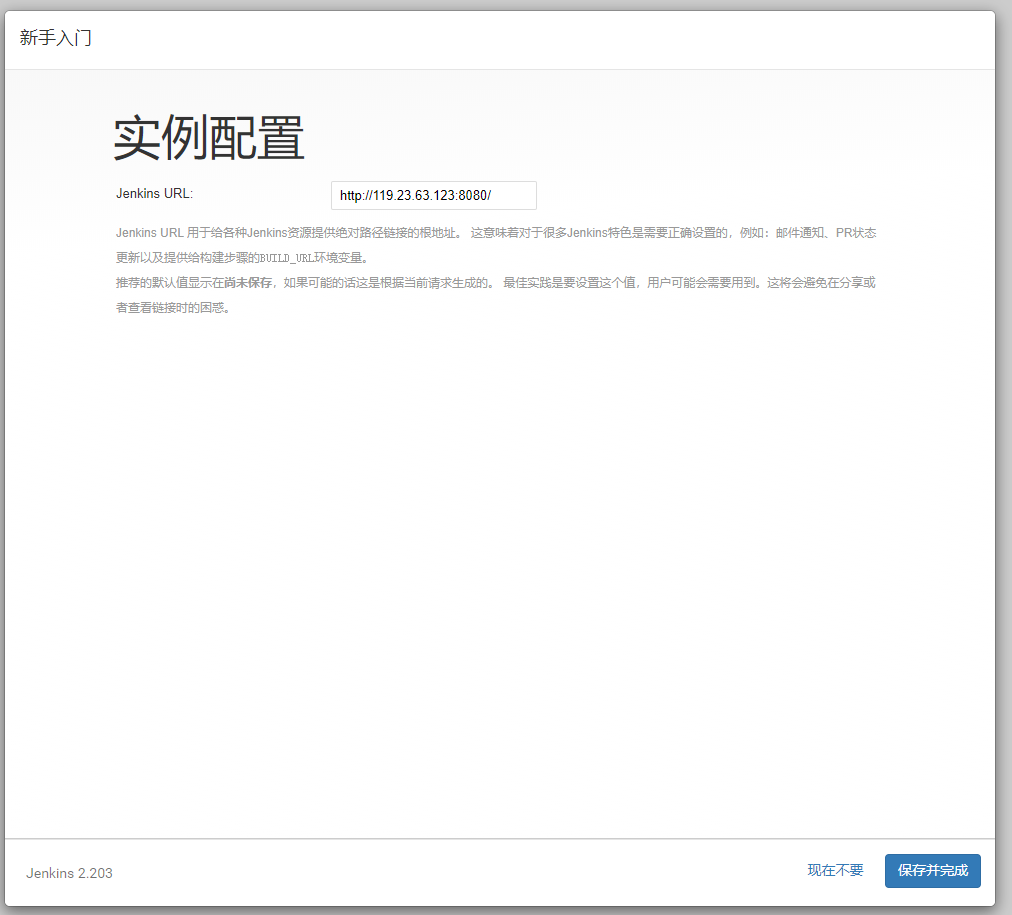 新手入门
实例配置
Jenkins URL:
http://119.23.63.123:8080/
Jenkins URL 用于给各种Jenkins资源提供绝对路径链接的根地址。 这意味着对于很多Jenkins特色是需要正确设置的，例如：邮件通知、PR状态
更新以及提供给构建步骤的BUILD_URL环境变量。
推荐的默认值显示在尚未保存，如果可能的话这是根据当前请求生成的。 最佳实践是要设置这个值，用户可能会需要用到。这将会避免在分享或
者查看链接时的困惑。
Jenkins 2.203
现在不要
保存并完成